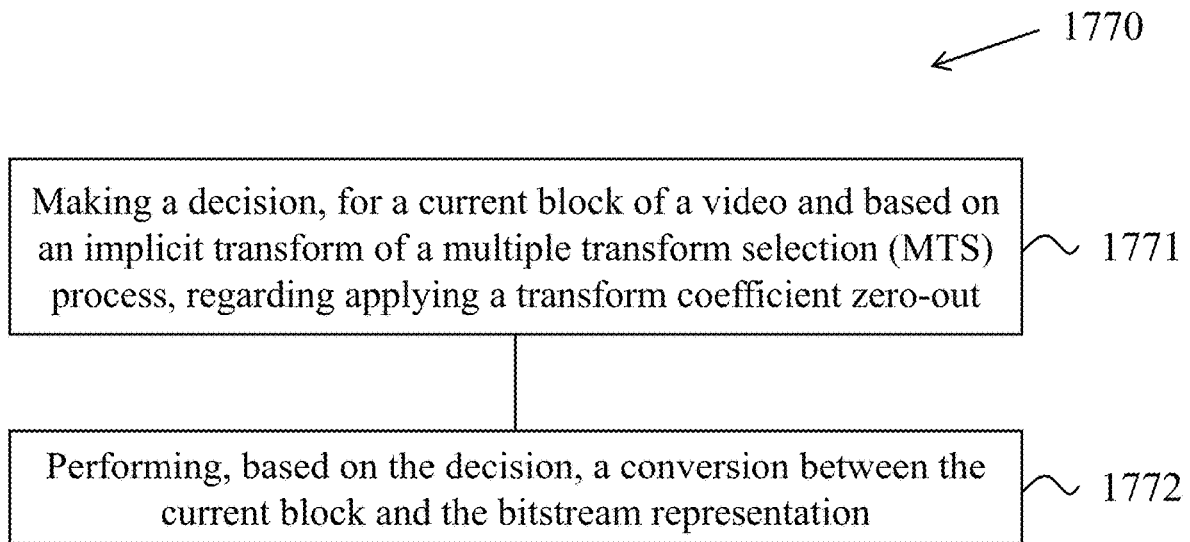 1770
Making a decision, for a current block of a video and based on
an implicit transform of a multiple transform selection (MTS)
process, regarding applying a transform coefficient zero-out
1771
Performing, based on the decision, a conversion between the
current block and the bitstream representation
1772